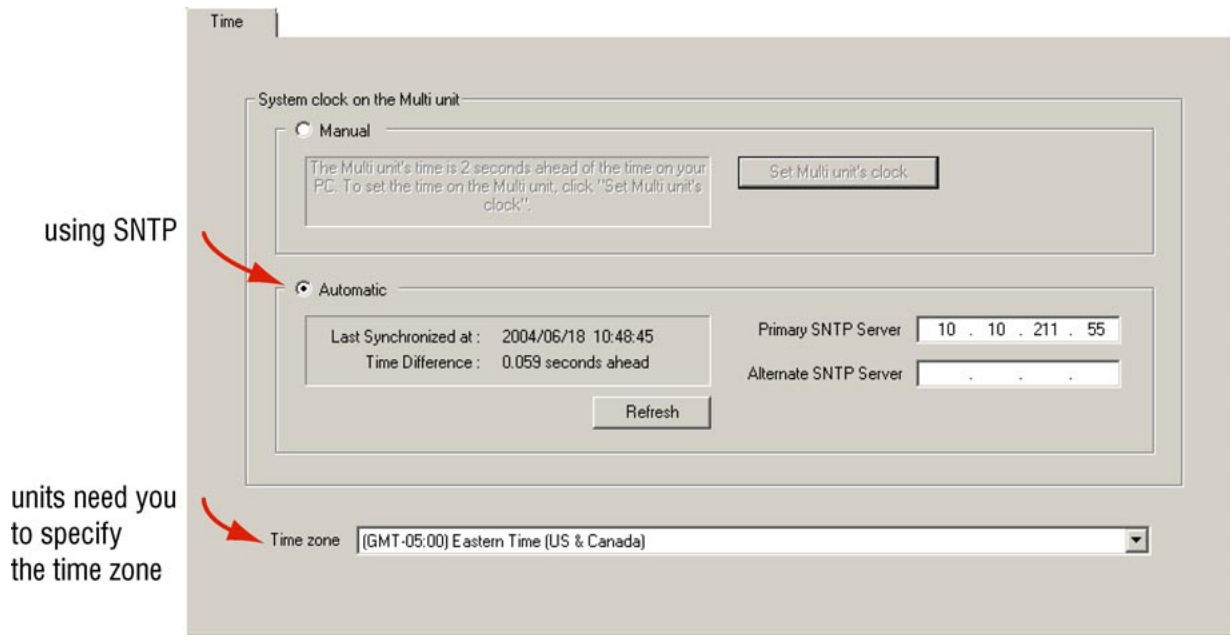 Time
System clock on the Multi unit
Manual
The Multi unit's time is 2 seconds ahead of the time on your
PC. To set the time on the Multi unit, click "Set Multi unit's
clock".
Set Multi unit's clock
using SNTP
Automatic
Last Synchronized at : 2004/06/18 10:48:45
Time Difference : 0.059 seconds ahead
Primary SNTP Server 10 . 10 . 211 . 55
Alternate SNTP Server . . .
Refresh
units need you
to specify
the time zone
Time zone (GMT-05:00) Eastern Time (US & Canada)